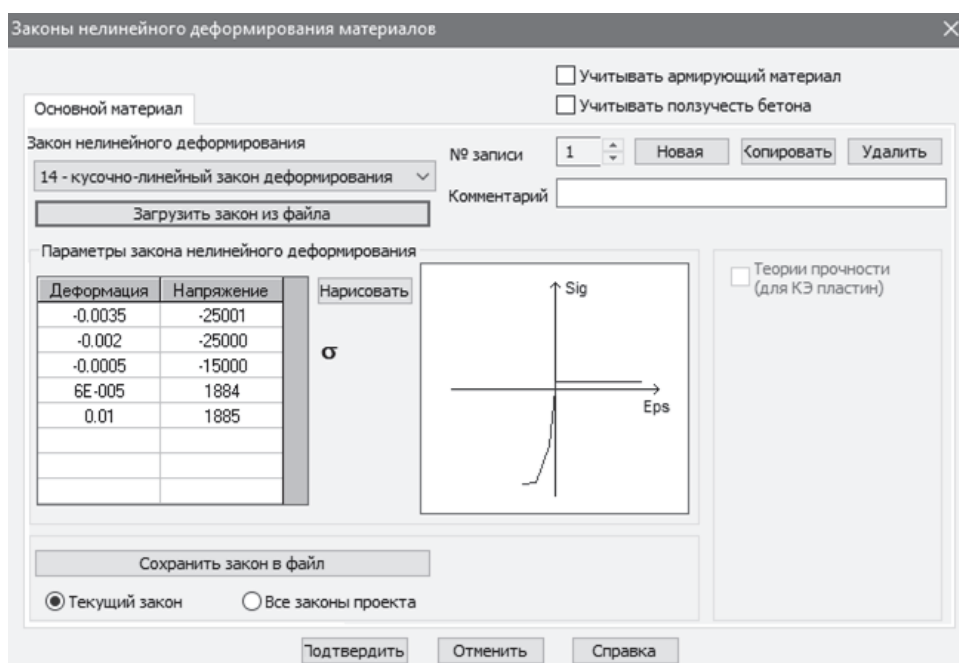 Законы нелинейного деформирования материалов
Учитывать армирующий материал
Учитывать ползучесть бетона
Основной материал
Закон нелинейного деформирования
14 - кусочно-линейный закон деформирования
Загрузить закон из файла
№ записи 1 Новая Копировать Удалить
Комментарий
Параметры закона нелинейного деформирования
Деформация Напряжение
-0.0035 -25001
-0.002 -25000
-0.0005 -15000
6E-005 1884
0.01 1885
Нарисовать
σ
Sig
Eps
Теории прочности
(для КЭ пластин)
Сохранить закон в файл
Текущий закон Все законы проекта
Подтвердить Отменить Справка